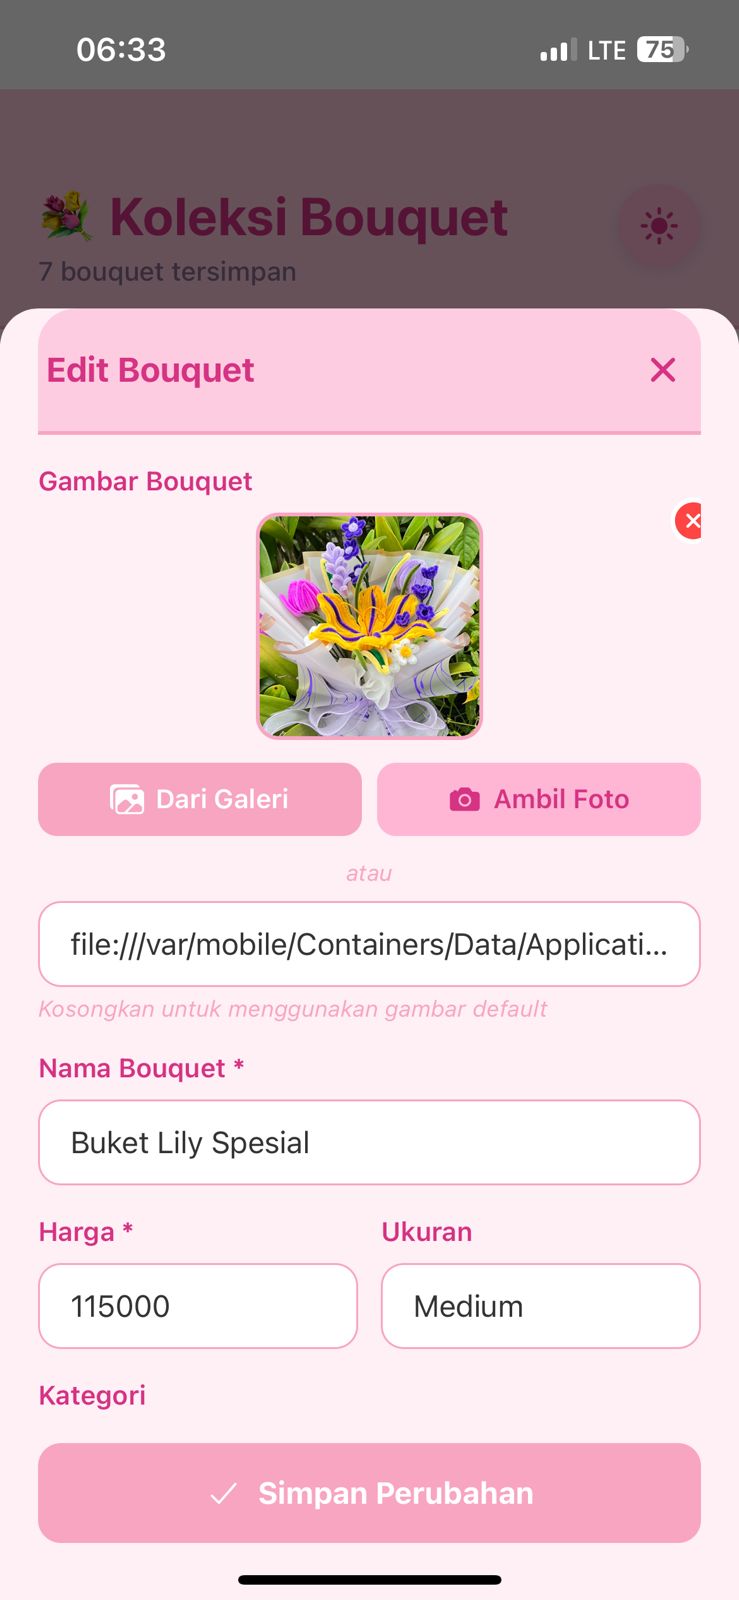 06:33
LTE 75
Koleksi Bouquet
7 bouquet tersimpan
Edit Bouquet
Gambar Bouquet
Dari Galeri
Ambil Foto
atau
file:///var/mobile/Containers/Data/Applicati...
Kosongkan untuk menggunakan gambar default
Nama Bouquet *
Buket Lily Spesial
Harga *
Ukuran
115000
Medium
Kategori
Simpan Perubahan